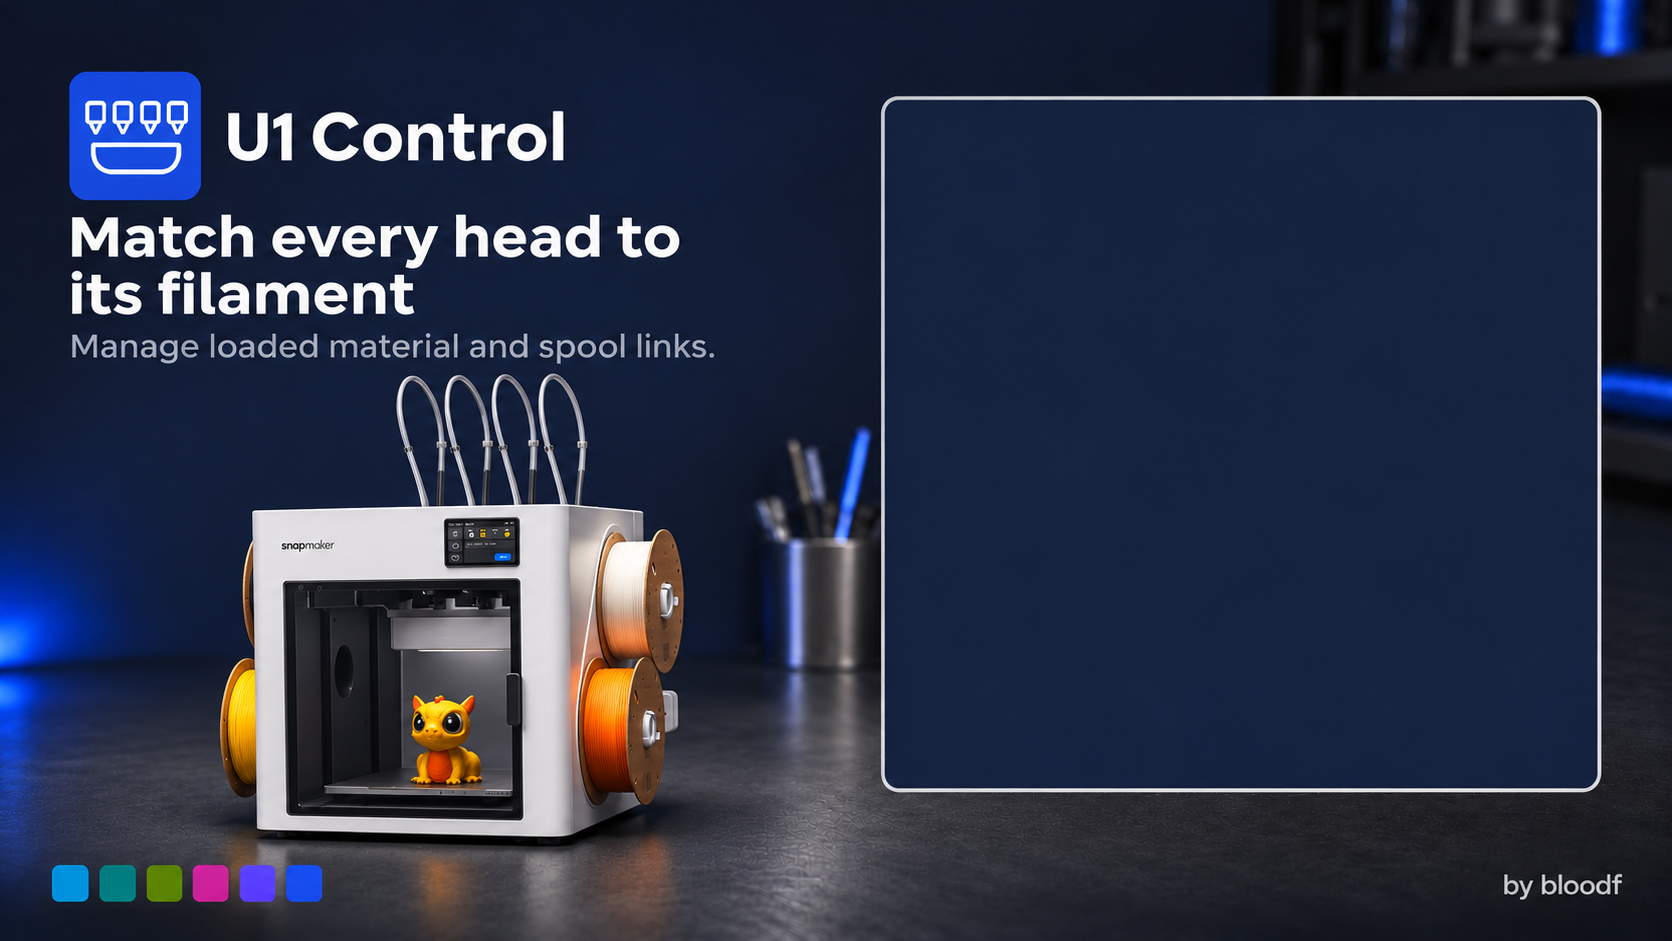 U1 Control
Match every head to
its filament
Manage loaded material and spool links.
snapmaker
by bloodf